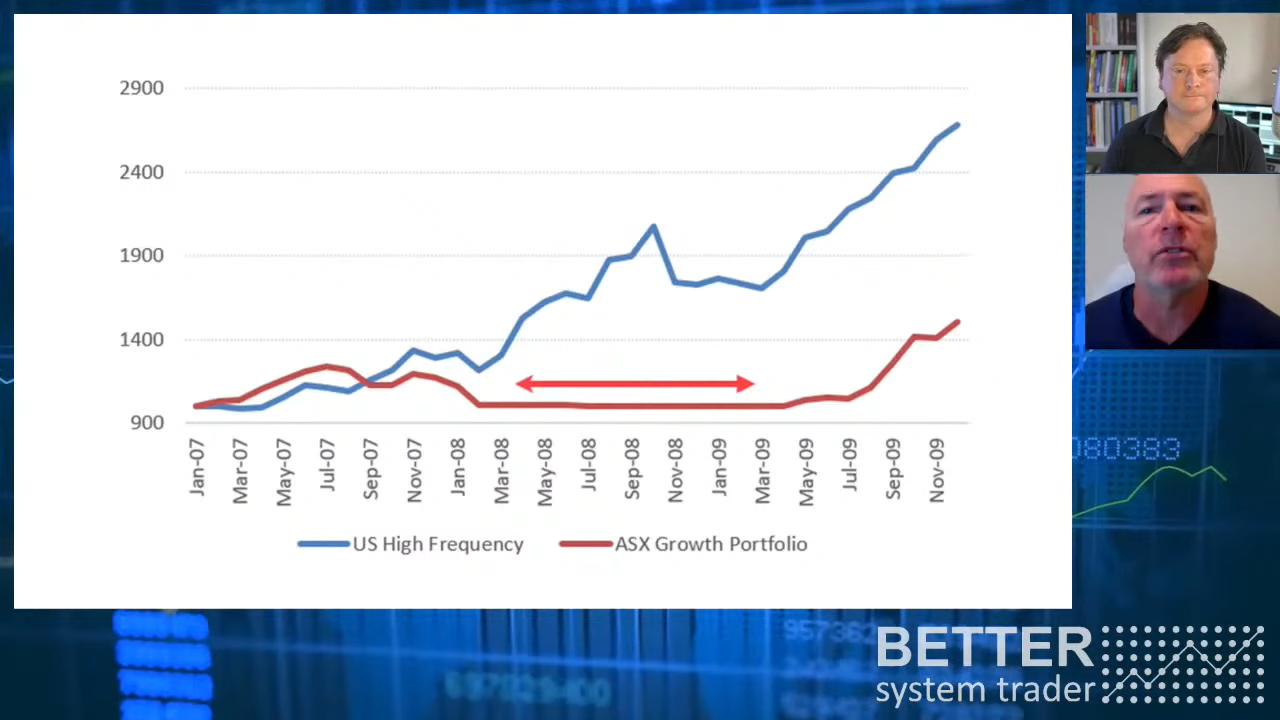 2900
2400
1900
1400
900
Jan-07
Mar-07
May-07
Jul-07
Sep-07
Nov-07
Jan-08
Mar-08
May-08
Jul-08
Sep-08
Nov-08
Jan-09
Mar-09
May-09
Jul-09
Sep-09
Nov-09
US High Frequency ASX Growth Portfolio
080383
BETTER
system trader